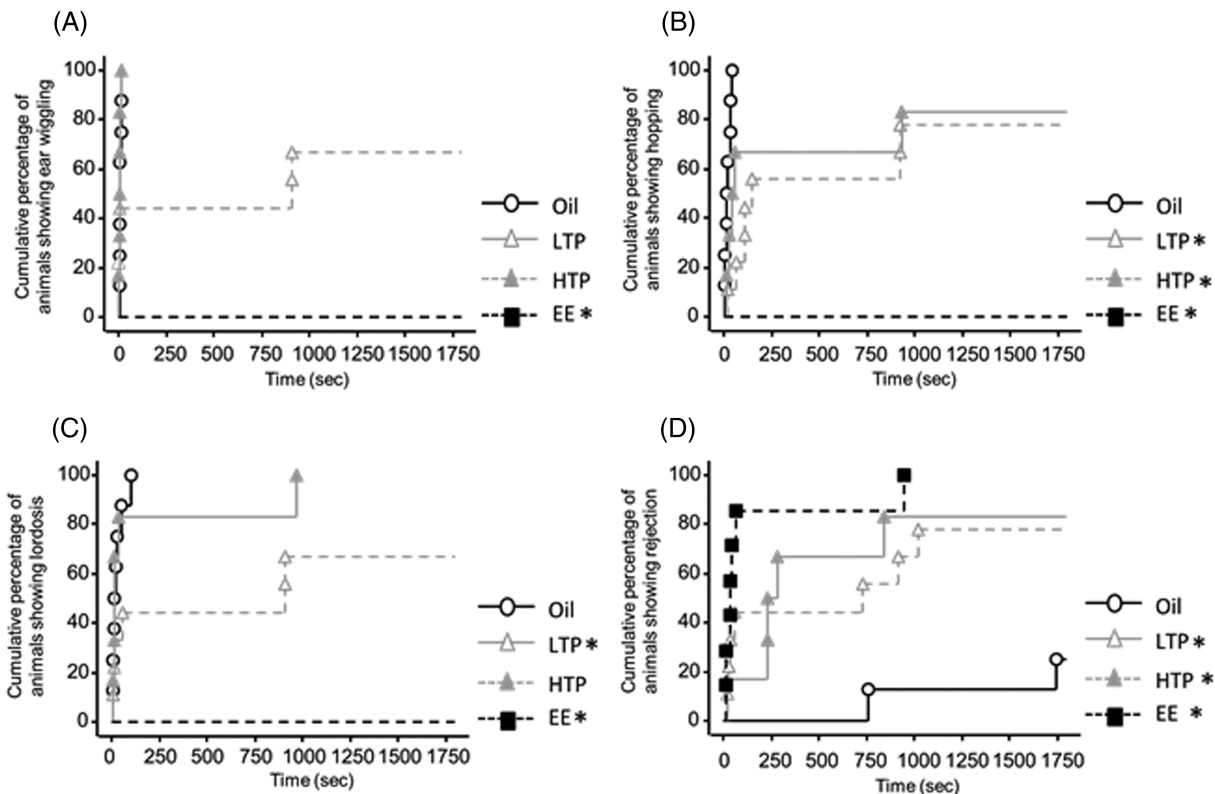 (A)
Cumulative percentage of
animals showing ear wiggling
100
80
60
40
20
0
0 250 500 750 1000 1250 1500 1750
Time (sec)
Oil
LTP
HTP
EE *
(B)
Cumulative percentage of
animals showing hopping
100
80
60
40
20
0
0 250 500 750 1000 1250 1500 1750
Time (sec)
Oil
LTP *
HTP *
EE *
(C)
Cumulative percentage of
animals showing lordosis
100
80
60
40
20
0
0 250 500 750 1000 1250 1500 1750
Time (sec)
Oil
LTP *
HTP
EE *
(D)
Cumulative percentage of
animals showing rejection
100
80
60
40
20
0
0 250 500 750 1000 1250 1500 1750
Time (sec)
Oil
LTP *
HTP *
EE *